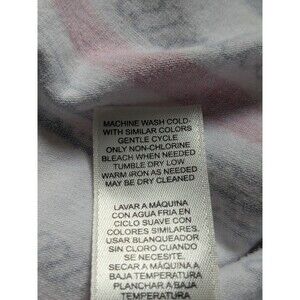 MACHINE WASH COLD-
WITH SIMILAR COLORS
GENTLE CYCLE
ONLY NON-CHLORINE
BLEACH WHEN NEEDED
TUMBLE DRY LOW
WARM IRON AS NEEDED
MAY BE DRY CLEANED
LAVAR A MÁQUINA
CON AGUA FRIA EN
CICLO SUAVE CON
COLORES SIMILARES.
USAR BLANQUEADOR
SIN CLORO CUANDO
SE NECESITE.
SECAR A MÁQUINA A
BAJA TEMPERATURA
PLANCHAR A BAJA
TEMPERATURA